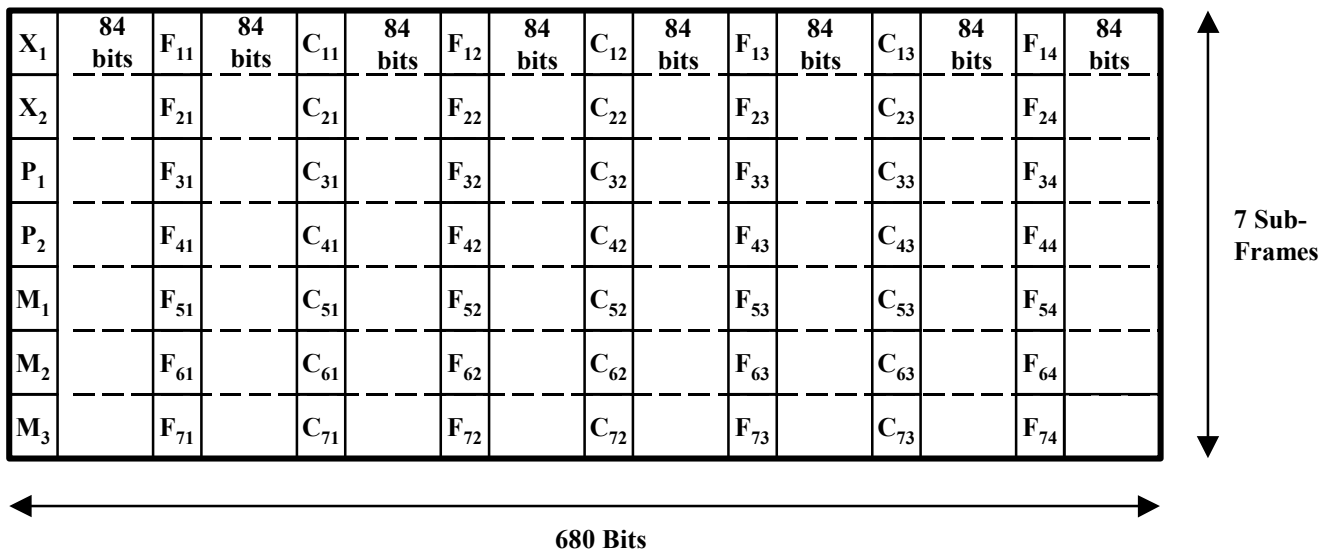 X₁ 84 bits F₁₁ 84 bits C₁₁ 84 bits F₁₂ 84 bits C₁₂ 84 bits F₁₃ 84 bits C₁₃ 84 bits F₁₄ 84 bits
X₂ F₂₁ C₂₁ F₂₂ C₂₂ F₂₃ C₂₃ F₂₄
P₁ F₃₁ C₃₁ F₃₂ C₃₂ F₃₃ C₃₃ F₃₄
P₂ F₄₁ C₄₁ F₄₂ C₄₂ F₄₃ C₄₃ F₄₄
M₁ F₅₁ C₅₁ F₅₂ C₅₂ F₅₃ C₅₃ F₅₄
M₂ F₆₁ C₆₁ F₆₂ C₆₂ F₆₃ C₆₃ F₆₄
M₃ F₇₁ C₇₁ F₇₂ C₇₂ F₇₃ C₇₃ F₇₄
7 Sub-
Frames
680 Bits